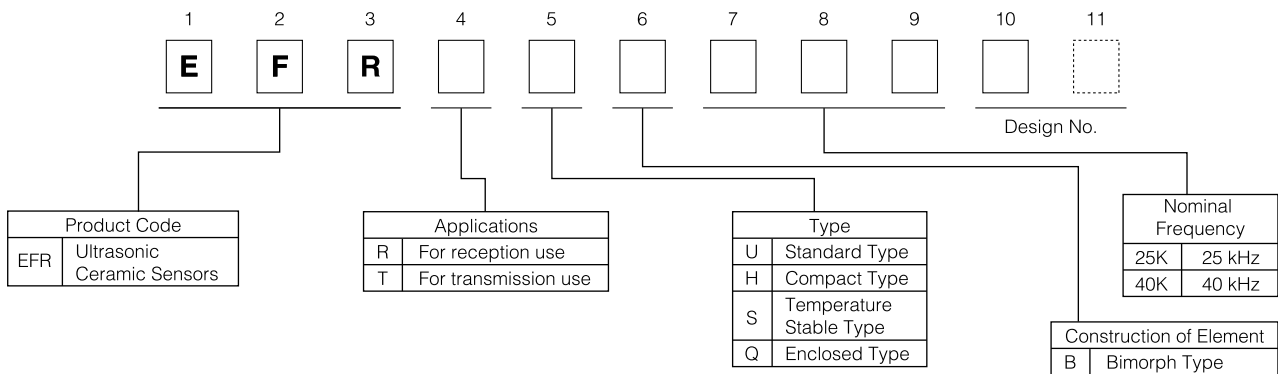 1 2 3 4 5 6 7 8 9 10 11
E F R
Design No.
Product Code
EFR Ultrasonic
Ceramic Sensors
Applications
R For reception use
T For transmission use
Type
U Standard Type
H Compact Type
S Temperature
Stable Type
Q Enclosed Type
Nominal
Frequency
25K 25 kHz
40K 40 kHz
Construction of Element
B Bimorph Type